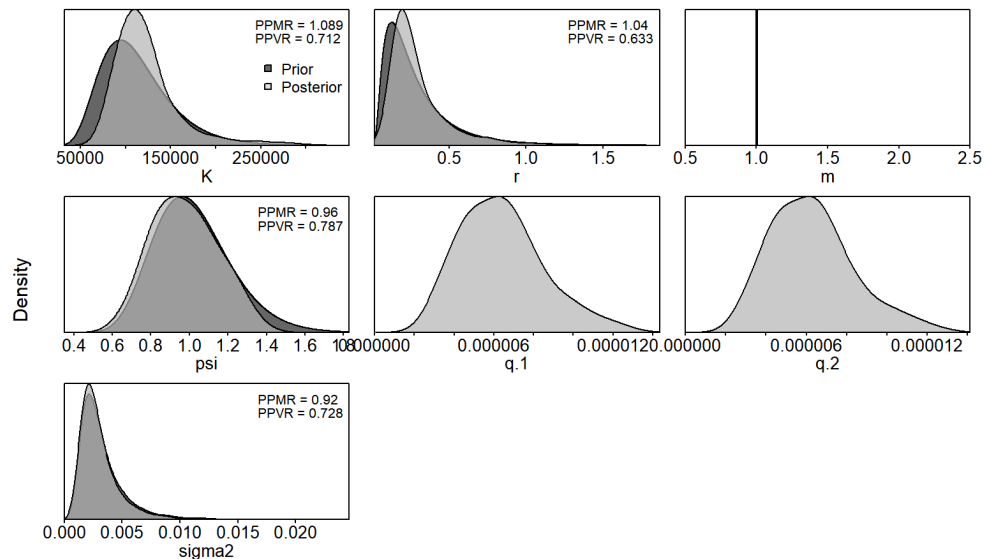 PPMR = 1.089
PPVR = 0.712
Prior
Posterior
50000 150000 250000
K
PPMR = 1.04
PPVR = 0.633
0.5 1.0 1.5
r
0.5 1.0 1.5 2.0 2.5
m
Density
PPMR = 0.96
PPVR = 0.787
0.4 0.6 0.8 1.0 1.2 1.4 1.6 1.8
psi
0.000000 0.000006 0.000012
q.1
0.000000 0.000006 0.000012
q.2
PPMR = 0.92
PPVR = 0.728
0.000 0.005 0.010 0.015 0.020
sigma2